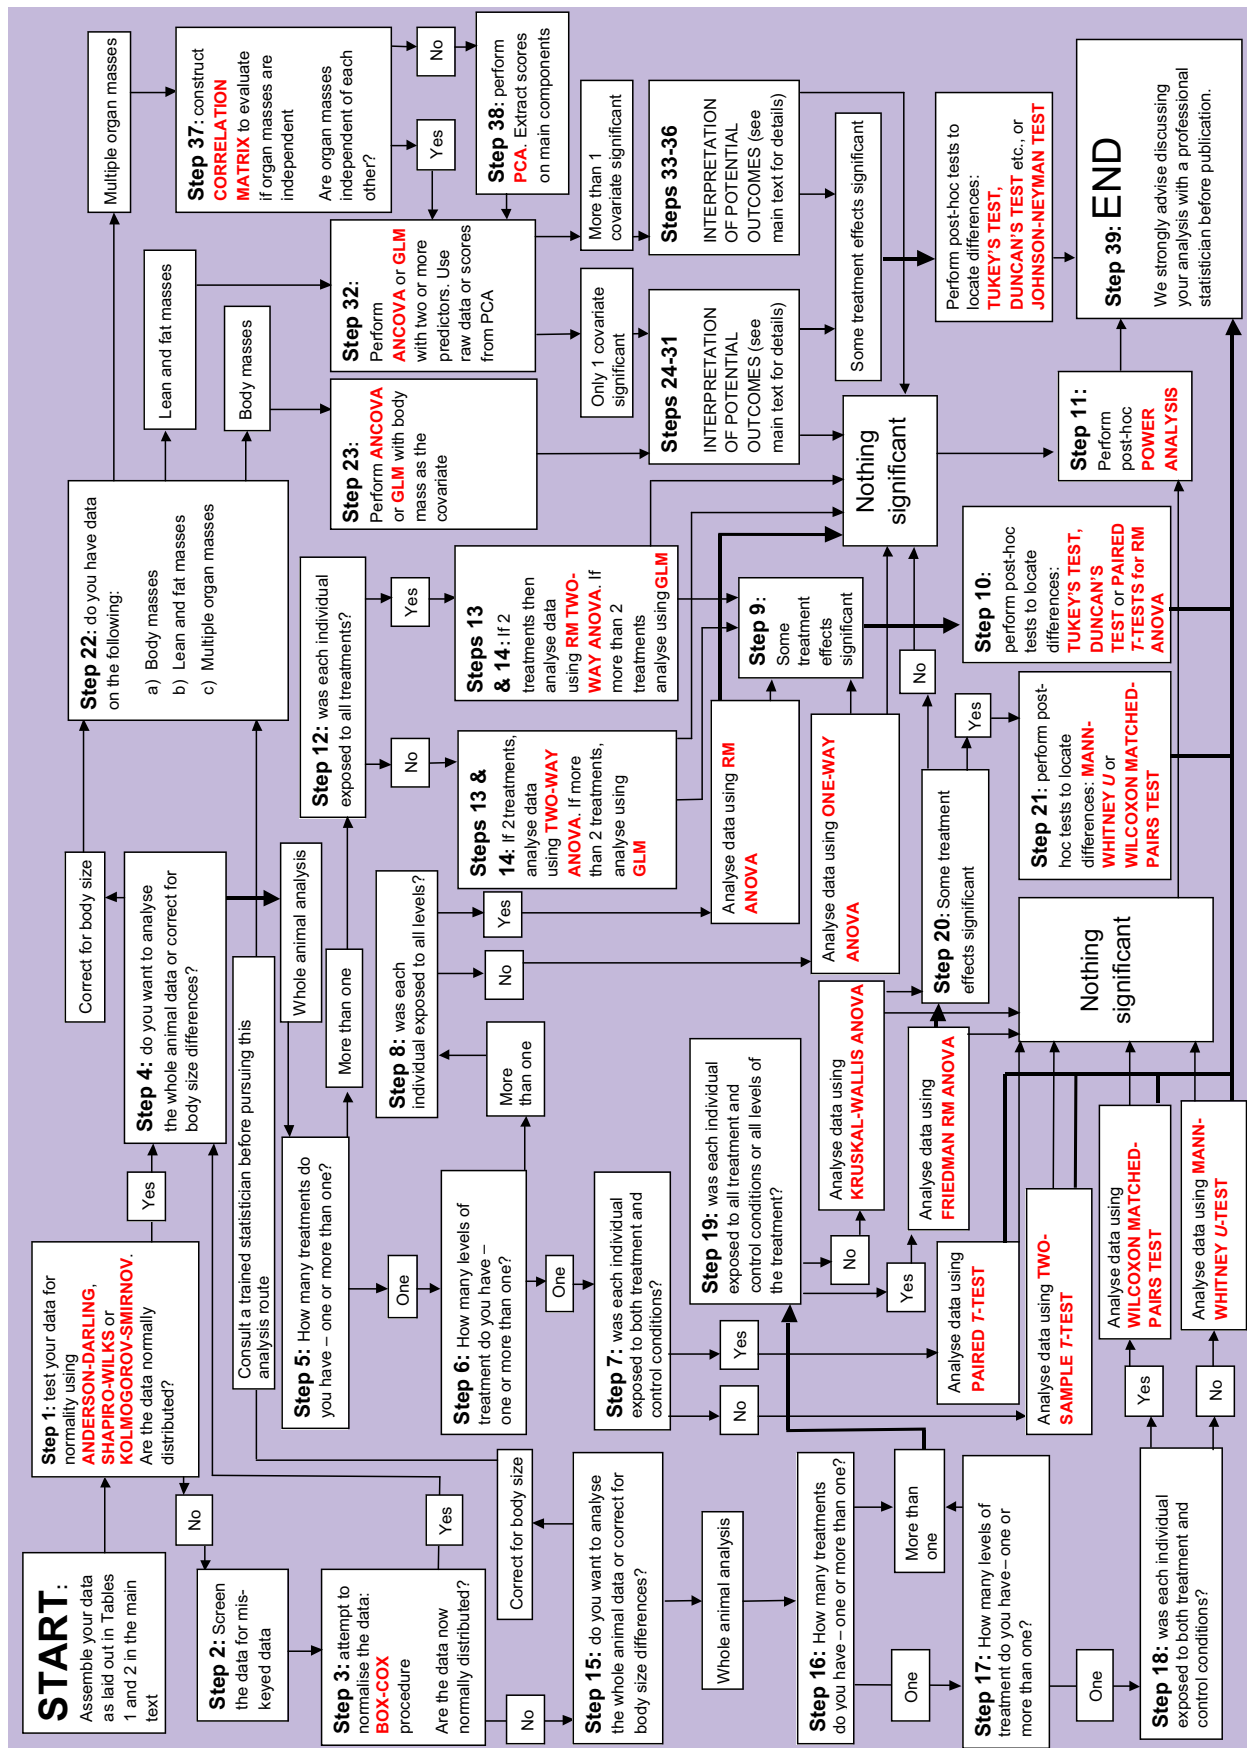 START:
Assemble your data
as laid out in Tables
1 and 2 in the main
text
Step 1: test your data for
normality using
ANDERSON-DARLING,
SHAPIRO-WILKS or
KOLMOGOROV-SMIRNOV.
Are the data normally
distributed?
Yes
No
Step 2: Screen
the data for mis-
keyed data
Step 3: attempt to
normalise the data:
BOX-COX
procedure
Are the data now
normally distributed?
Yes
No
Step 4: do you want to analyse
the whole animal data or correct for
body size differences?
Correct for body size
Whole animal analysis
Consult a trained statistician before pursuing this
analysis route
Step 5: How many treatments do
you have – one or more than one?
More than one
One
Step 6: How many levels of
treatment do you have –
one or more than one?
More
than one
One
Step 7: was each individual
exposed to both treatment and
control conditions?
Yes
No
Analyse data using
PAIRED T-TEST
Analyse data using TWO-
SAMPLE T-TEST
Step 8: was each
individual exposed to all levels?
Yes
No
Analyse data using RM
ANOVA
Analyse data using ONE-WAY
ANOVA
Step 12: was each individual
exposed to all treatments?
Yes
No
Steps 13
& 14: If 2
treatments then
analyse data
using RM TWO-
WAY ANOVA. If
more than 2
treatments
analyse using GLM
Steps 13 &
14: If 2 treatments,
analyse data
using TWO-WAY
ANOVA. If more
than 2 treatments,
analyse using
GLM
Step 9:
Some
treatment
effects
significant
Nothing
significant
Step 10:
perform post-hoc
tests to locate
differences:
TUKEY'S TEST,
DUNCAN'S
TEST or PAIRED
T-TESTS for RM
ANOVA
Step 11:
Perform
post-hoc
POWER
ANALYSIS
Correct for body size
Step 15: do you want to analyse
the whole animal data or correct for
body size differences?
Whole animal analysis
Step 16: How many treatments
do you have – one or more than one?
More than
one
One
Step 17: How many levels of
treatment do you have – one or
more than one?
One
Step 18: was each individual
exposed to both treatment and
control conditions?
Yes
No
Analyse data using
WILCOXON MATCHED-
PAIRS TEST
Analyse data using MANN-
WHITNEY U-TEST
Step 19: was each individual
exposed to all treatment and
control conditions or all levels of
the treatment?
No
Yes
Analyse data using
KRUSKAL-WALLIS ANOVA
Analyse data using
FRIEDMAN RM ANOVA
Step 20: Some treatment
effects significant
No
Yes
Nothing
significant
Step 21: perform post-
hoc tests to locate
differences: MANN-
WHITNEY U or
WILCOXON MATCHED-
PAIRS TEST
Step 22: do you have data
on the following:
a) Body masses
b) Lean and fat masses
c) Multiple organ masses
Multiple organ masses
Lean and fat masses
Body masses
Step 23:
Perform ANCOVA
or GLM with body
mass as the
covariate
Step 32:
Perform
ANCOVA or GLM
with two or more
predictors. Use
raw data or scores
from PCA
Step 37: construct
CORRELATION
MATRIX to evaluate
if organ masses are
independent
Are organ masses
independent of each
other?
No
Yes
Step 38: perform
PCA. Extract scores
on main components
Only 1 covariate
significant
More than 1
covariate significant
Steps 24-31
INTERPRETATION
OF POTENTIAL
OUTCOMES (see
main text for details)
Steps 33-36
INTERPRETATION
OF POTENTIAL
OUTCOMES (see
main text for details)
Some treatment effects significant
Perform post-hoc tests to
locate differences:
TUKEY'S TEST,
DUNCAN'S TEST etc., or
JOHNSON-NEYMAN TEST
Step 39: END
We strongly advise discussing
your analysis with a professional
statistician before publication.